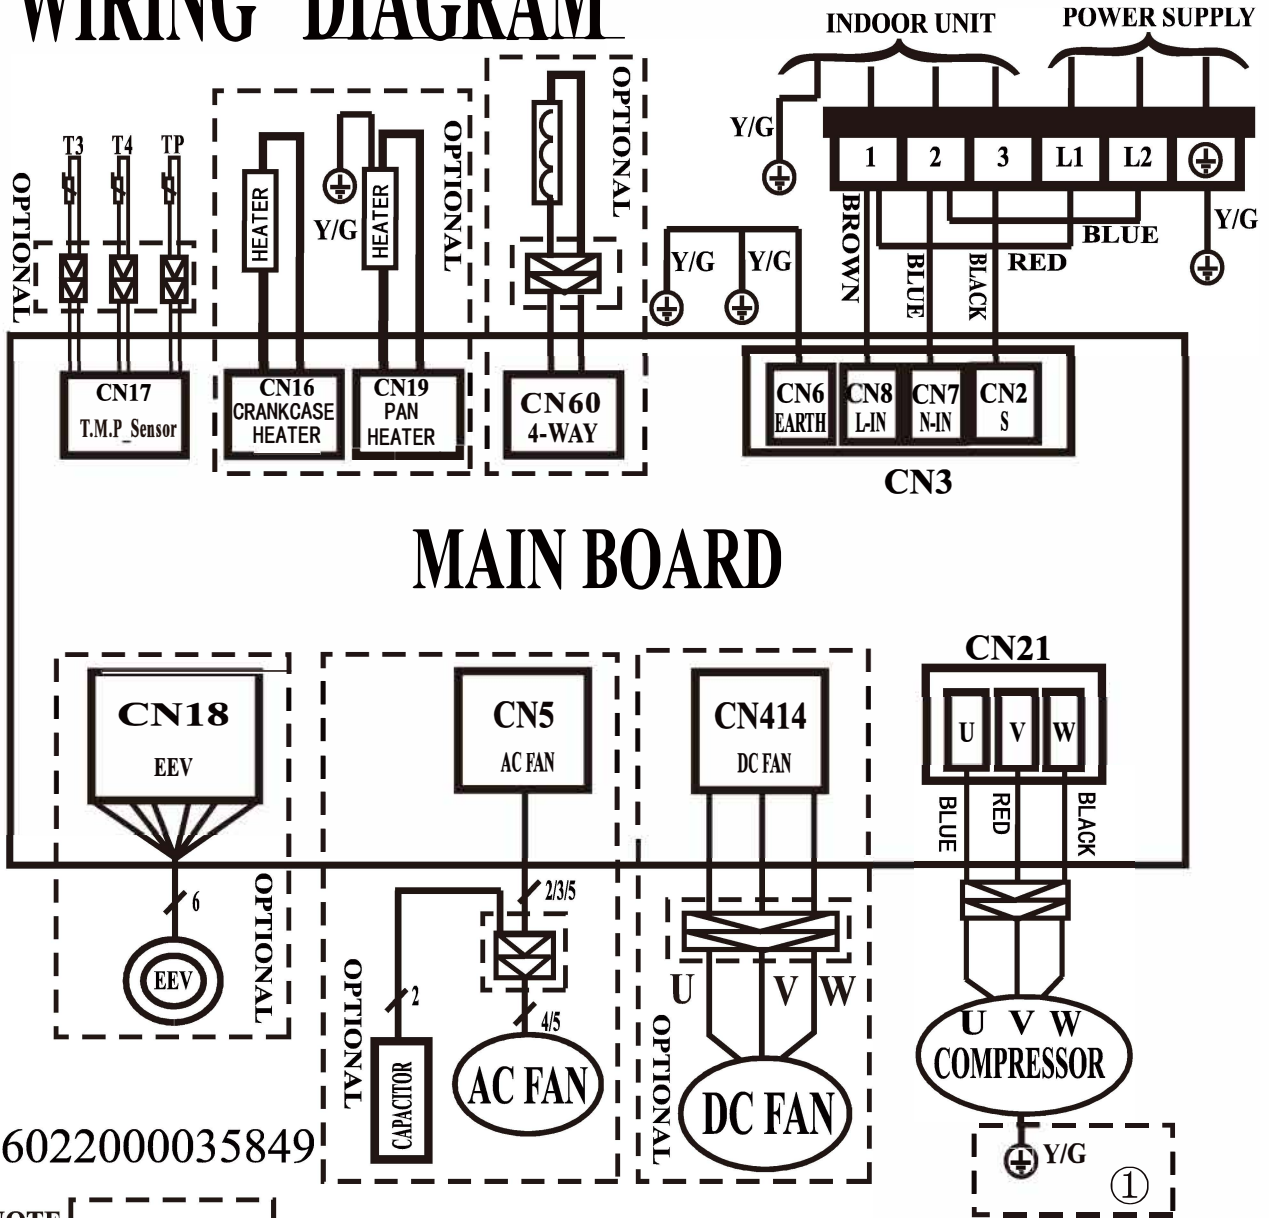 WIRING DIAGRAM
INDOOR UNIT
POWER SUPPLY
OPTIONAL
T3
T4
TP
OPTIONAL
HEATER
Y/G
HEATER
OPTIONAL
OPTIONAL
Y/G
1
2
3
L1
L2
Y/G
BLUE
RED
BROWN
BLUE
BLACK
Y/G
Y/G
CN17
T.M.P_Sensor
CN16
CRANKCASE
HEATER
CN19
PAN
HEATER
CN60
4-WAY
CN6
EARTH
CN8
L-IN
CN7
N-IN
CN2
S
CN3
MAIN BOARD
CN18
EEV
CN5
AC FAN
CN414
DC FAN
CN21
U
V
W
BLUE
RED
BLACK
6
EEV
OPTIONAL
2/3/5
2
4/5
OPTIONAL
CAPACITOR
AC FAN
U
V
W
OPTIONAL
DC FAN
U V W
COMPRESSOR
Y/G
①
16022000035849
NOTE